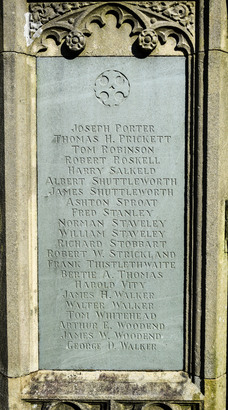 JOSEPH PORTER
THOMAS H. PRICKETT
TOM ROBINSON
ROBERT ROSKELL
HARRY SALKELD
ALBERT SHUTTLEWORTH
JAMES SHUTTLEWORTH
ASHTON SPROAT
FRED STANLEY
NORMAN STAVELEY
WILLIAM STAVELEY
RICHARD STOBBART
ROBERT W. STRICKLAND
FRANK THISTLETHWAITE
BERTIE A. THOMAS
HAROLD VITY
JAMES H. WALKER
WALTER WALKER
TOM WHITEHEAD
ARTHUR E. WOODEND
JAMES W. WOODEND
GEORGE O. WALKER